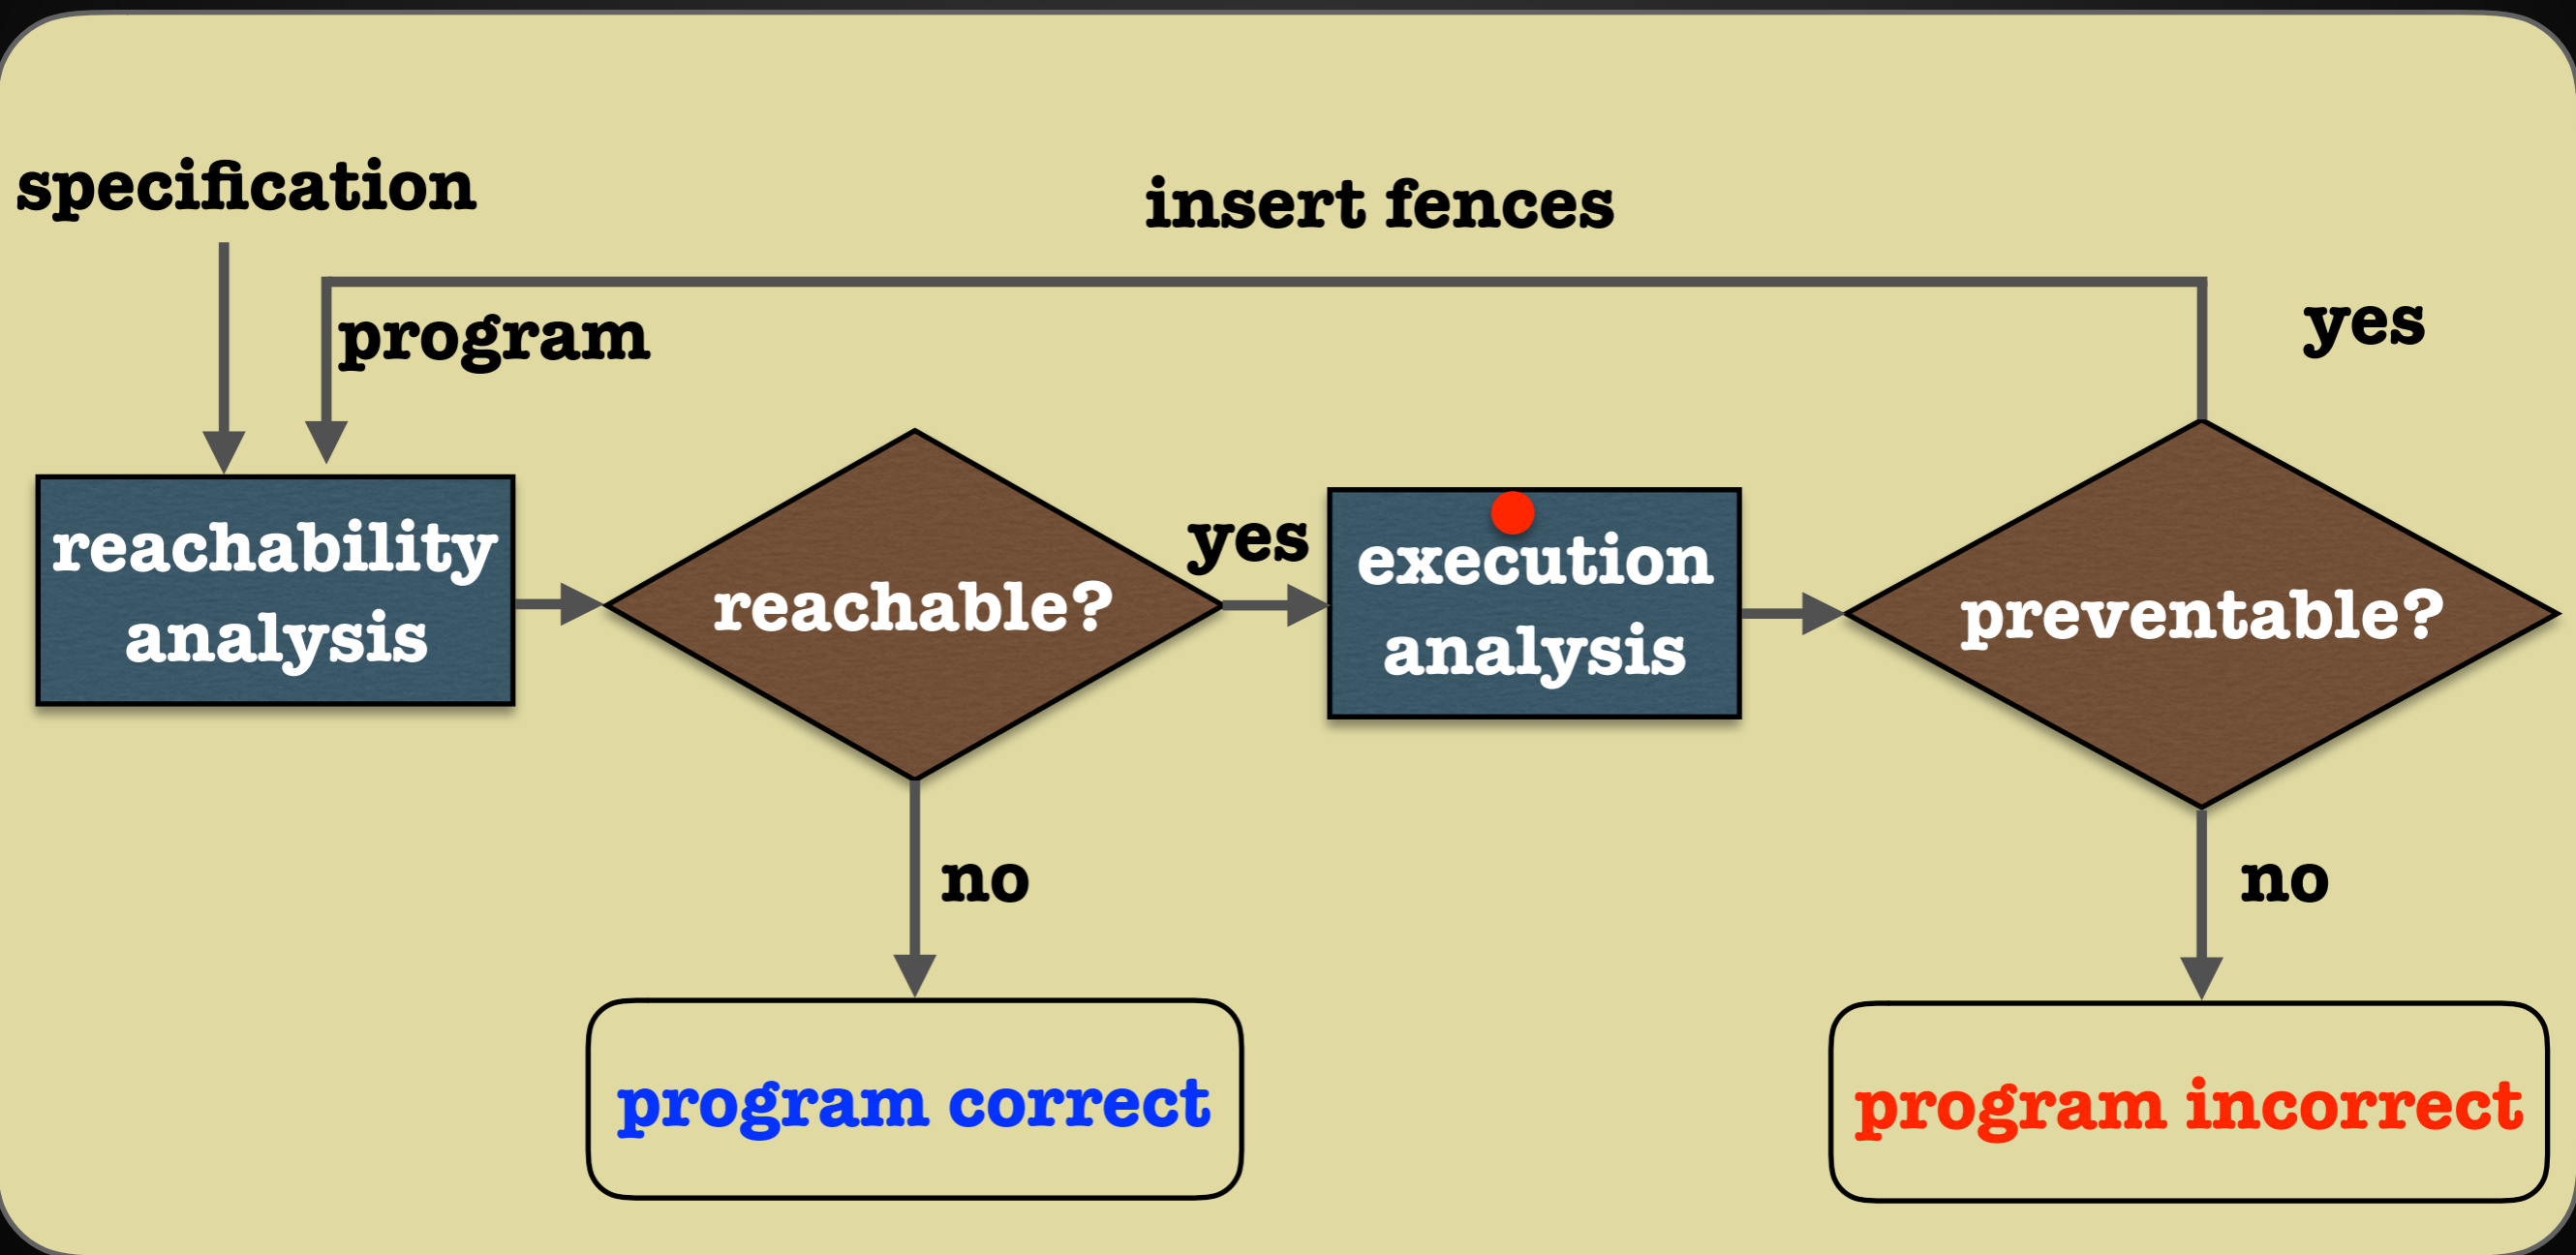 specification
insert fences
program
yes
reachability
analysis
reachable?
yes
execution
analysis
preventable?
no
no
program correct
program incorrect